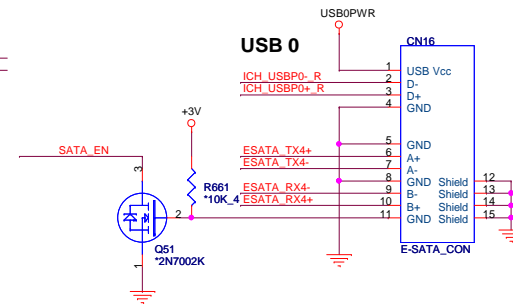 USB0PWR
USB 0
CN16
1 USB Vcc
ICH_USBP0-_R 2 D-
ICH_USBP0+_R 3 D+
4 GND
+3V
5 GND
SATA_EN
ESATA_TX4+ 6 A+
ESATA_TX4- 7 A-
3
8 GND Shield 12
R661
ESATA_RX4- 9 B- Shield 13
*10K_4
ESATA_RX4+ 10 B+ Shield 14
2
11 GND Shield 15
Q51
E-SATA_CON
*2N7002K
1